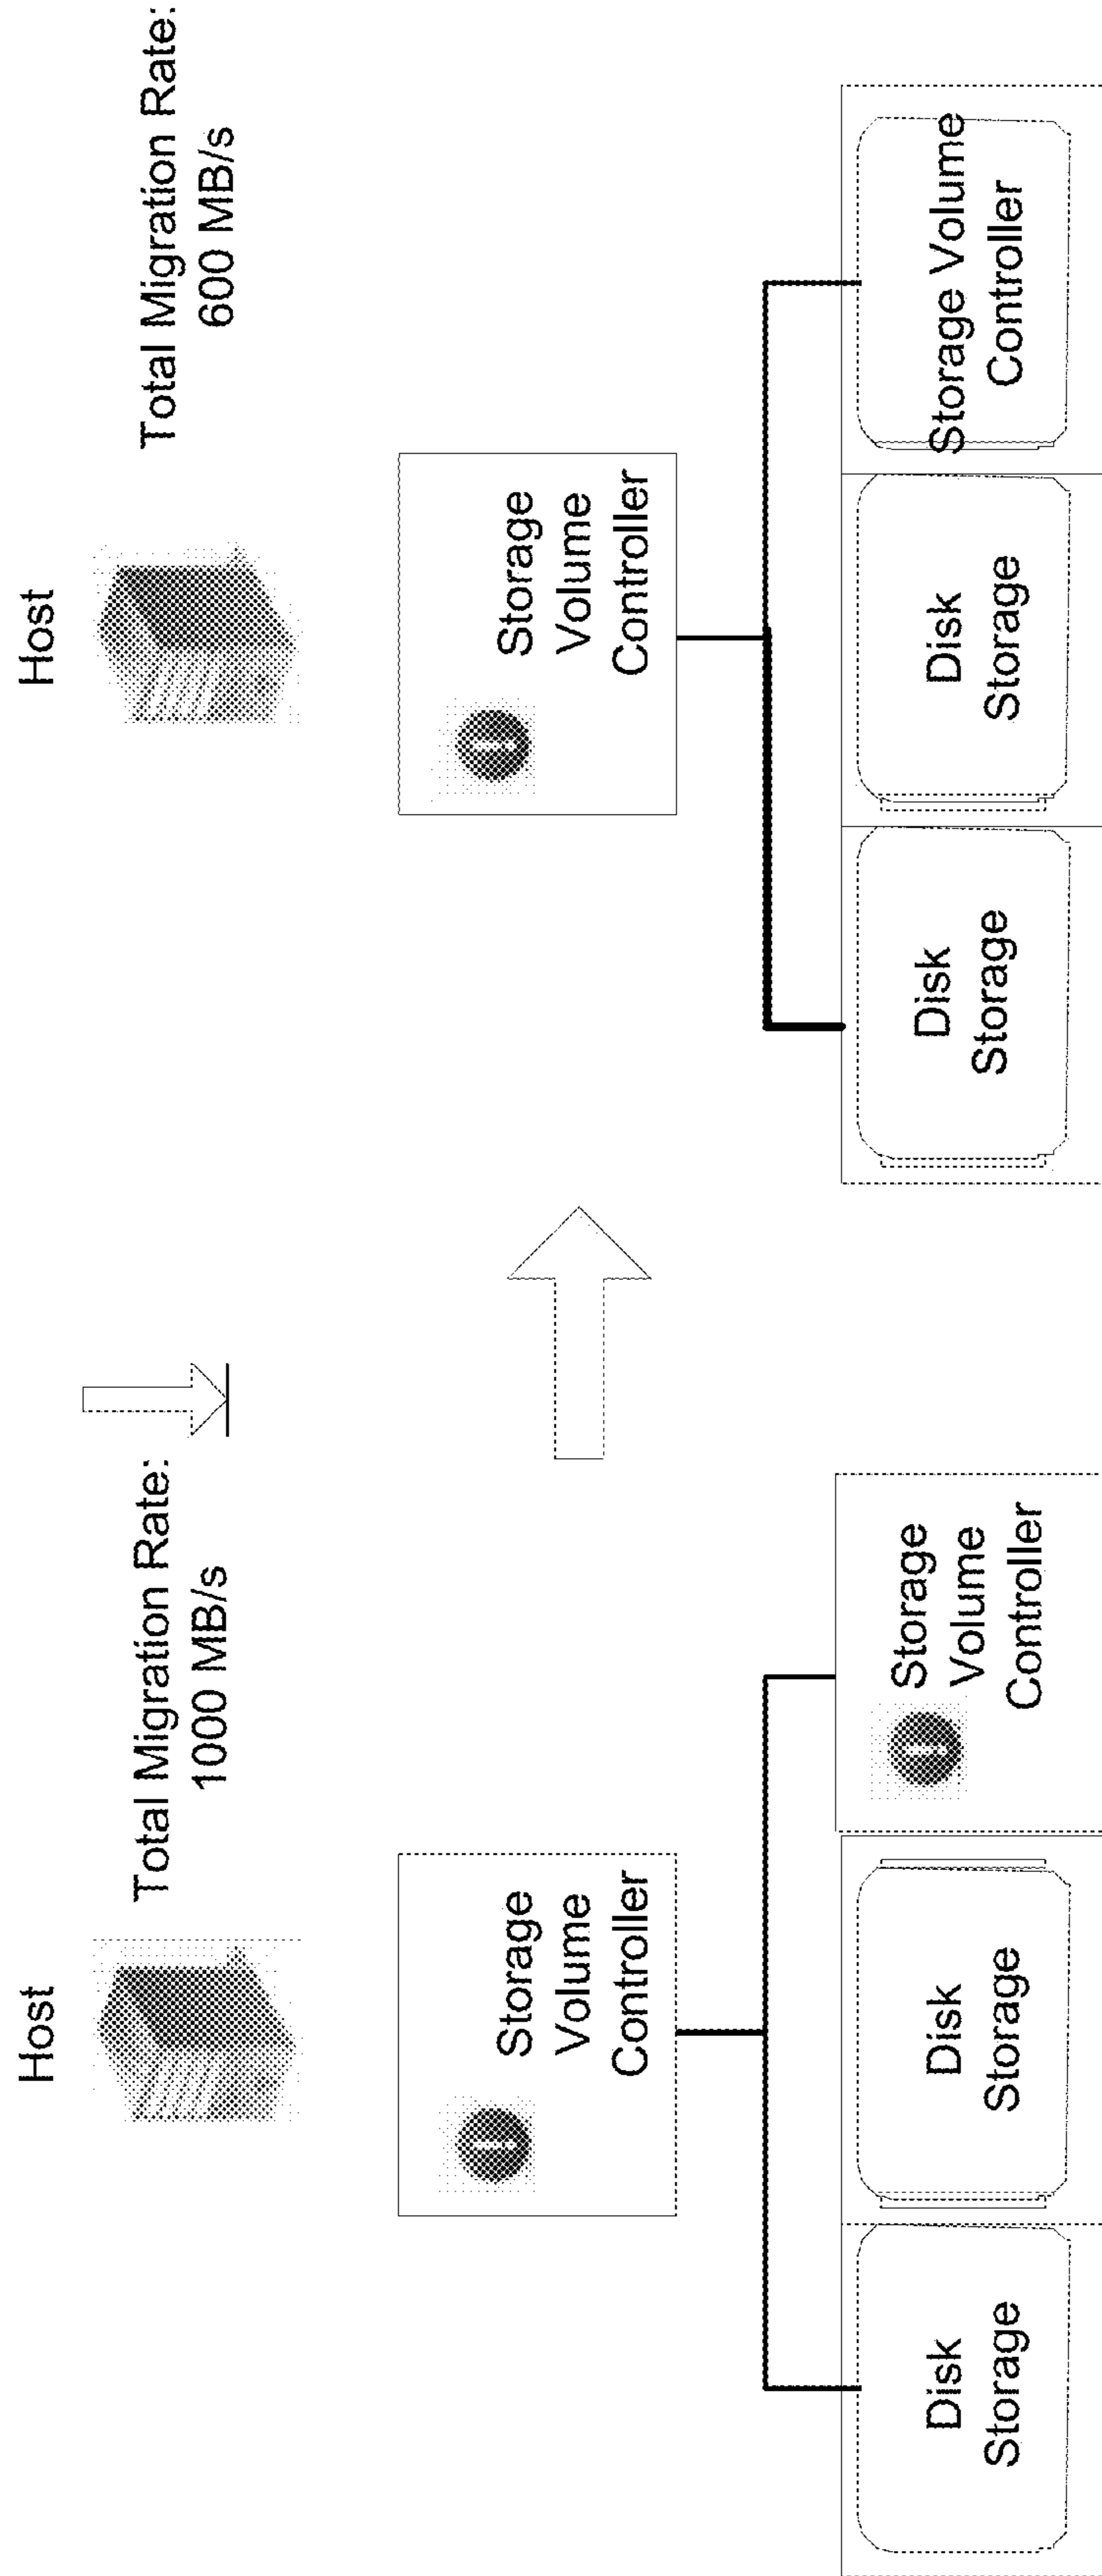 Host
Total Migration Rate:
1000 MB/s
Storage
Volume
Controller
Disk
Storage
Disk
Storage
Storage
Volume
Controller
Host
Total Migration Rate:
600 MB/s
Storage
Volume
Controller
Disk
Storage
Disk
Storage
Storage Volume
Controller